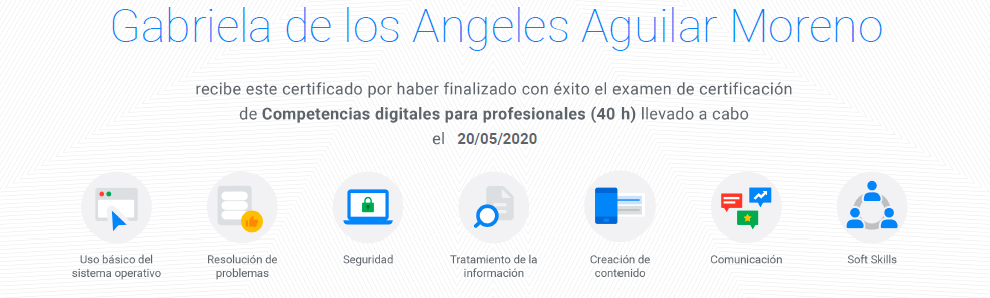 Gabriela de los Angeles Aguilar Moreno
recibe este certificado por haber finalizado con éxito el examen de certificación
de Competencias digitales para profesionales (40 h) llevado a cabo
el 20/05/2020
Uso básico del
sistema operativo
Resolución de
problemas
Seguridad
Tratamiento de la
información
Creación de
contenido
Comunicación
Soft Skills